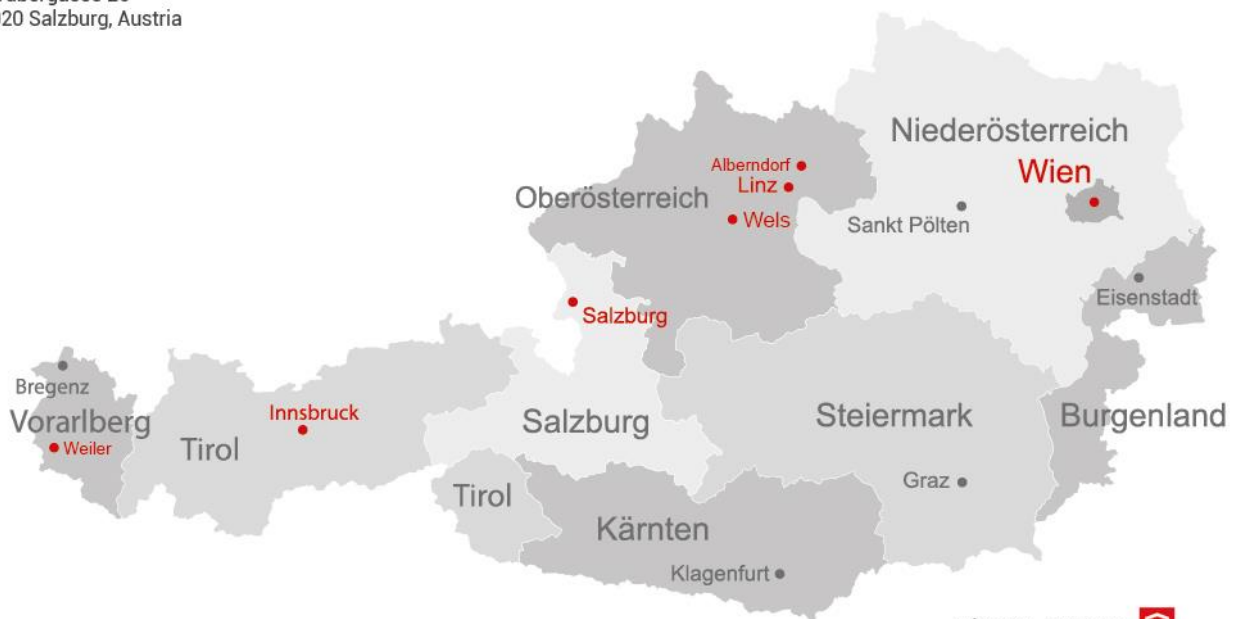 Salzburg, Austria
Niederösterreich
Wien
Alberndorf
Linz
Oberösterreich
Wels
Sankt Pölten
Eisenstadt
Salzburg
Bregenz
Vorarlberg
Innsbruck
Weiler
Tirol
Salzburg
Steiermark
Burgenland
Tirol
Graz
Kärnten
Klagenfurt